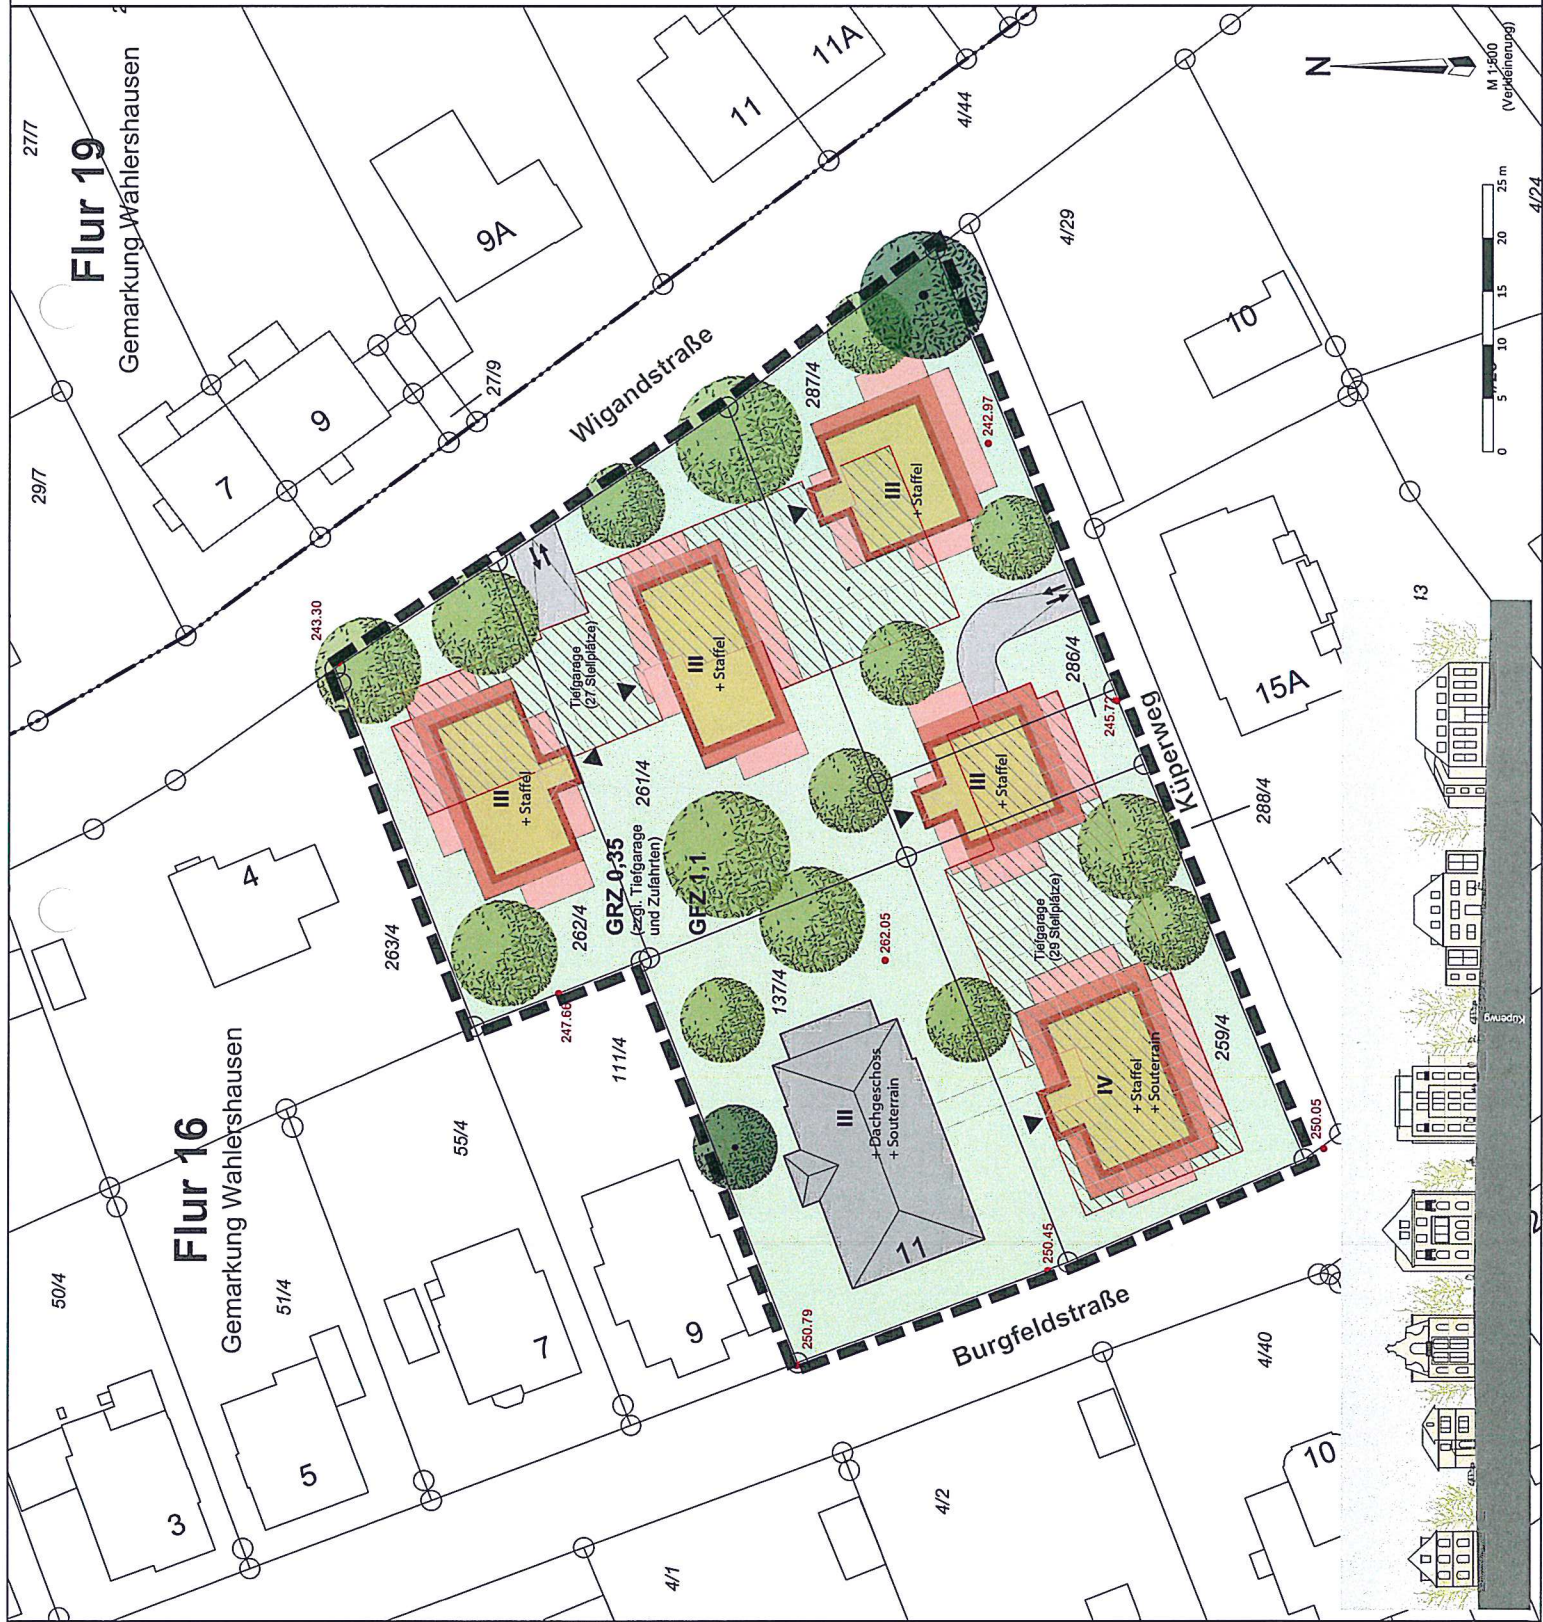 27/7
Flur 19
Gemarkung Wahlershausen
29/7
7
9
27/9
9A
11
11A
4/44
N
M 1:500
(Verkleinerung)
Wigandstraße
243.30
4/29
10
0
5
10
15
20
25 m
4/24
287/4
242.97
III
+ Staffel
III
+ Staffel
Tiefgarage
(27 Stellplätze)
III
+ Staffel
261/4
262/4
263/4
4
GRZ 0,35
(zzgl. Tiefgarage
und Zufahrten)
GFZ 1,1
III
+ Staffel
286/4
245.72
Küperweg
288/4
15A
13
Tiefgarage
(29 Stellplätze)
262.05
137/4
247.66
111/4
Flur 16
Gemarkung Wahlershausen
55/4
50/4
51/4
III
+Dachgeschoss
+ Souterrain
11
IV
+ Staffel
+ Souterrain
259/4
250.05
250.45
250.79
Burgfeldstraße
3
5
7
9
4/1
4/2
4/40
10
Küperweg